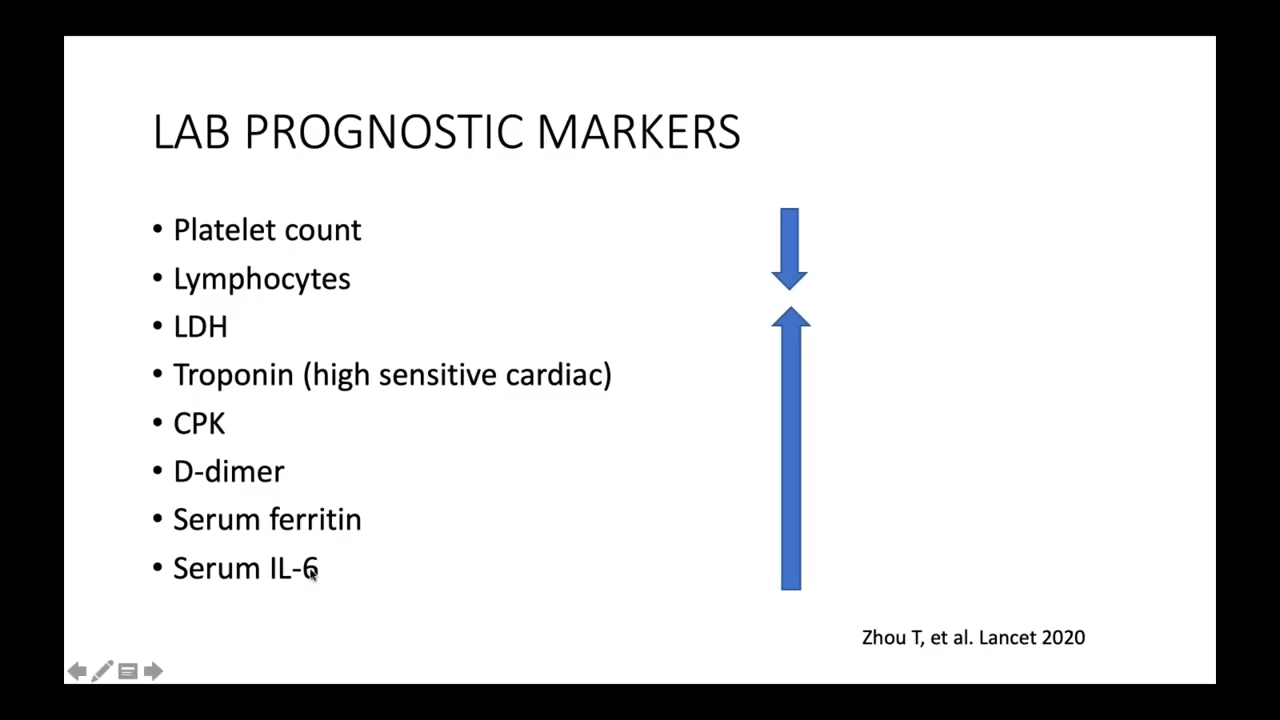 LAB PROGNOSTIC MARKERS
• Platelet count
• Lymphocytes
• LDH
• Troponin (high sensitive cardiac)
• CPK
• D-dimer
• Serum ferritin
• Serum IL-6
Zhou T, et al. Lancet 2020